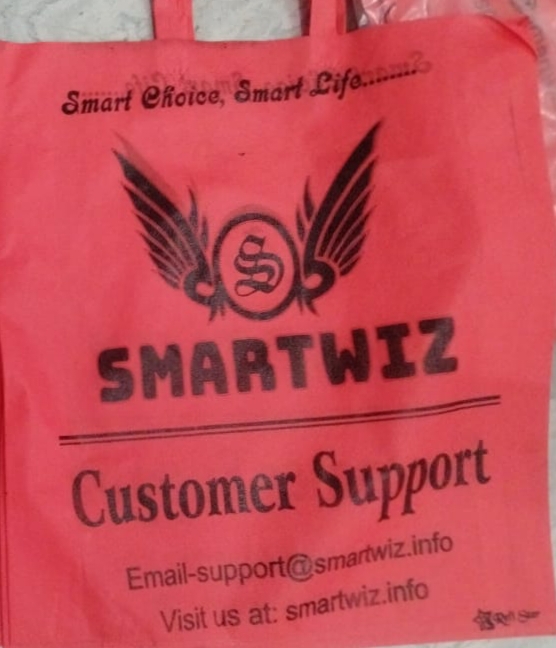 Smart Choice, Smart Life.........
S
SMARTWIZ
Customer Support
Email-support@smartwiz.info
Visit us at: smartwiz.info